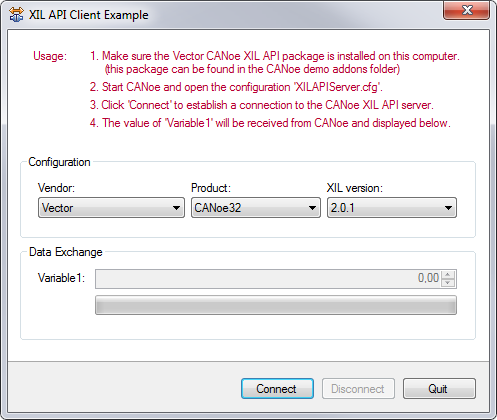 XIL API Client Example
Usage: 1. Make sure the Vector CANoe XIL API package is installed on this computer.
(this package can be found in the CANoe demo addons folder)
2. Start CANoe and open the configuration 'XILAPIServer.cfg'.
3. Click 'Connect' to establish a connection to the CANoe XIL API server.
4. The value of 'Variable1' will be received from CANoe and displayed below.
Configuration
Vendor: Product: XIL version:
Vector CANoe32 2.0.1
Data Exchange
Variable1: 0,00
Connect Disconnect Quit